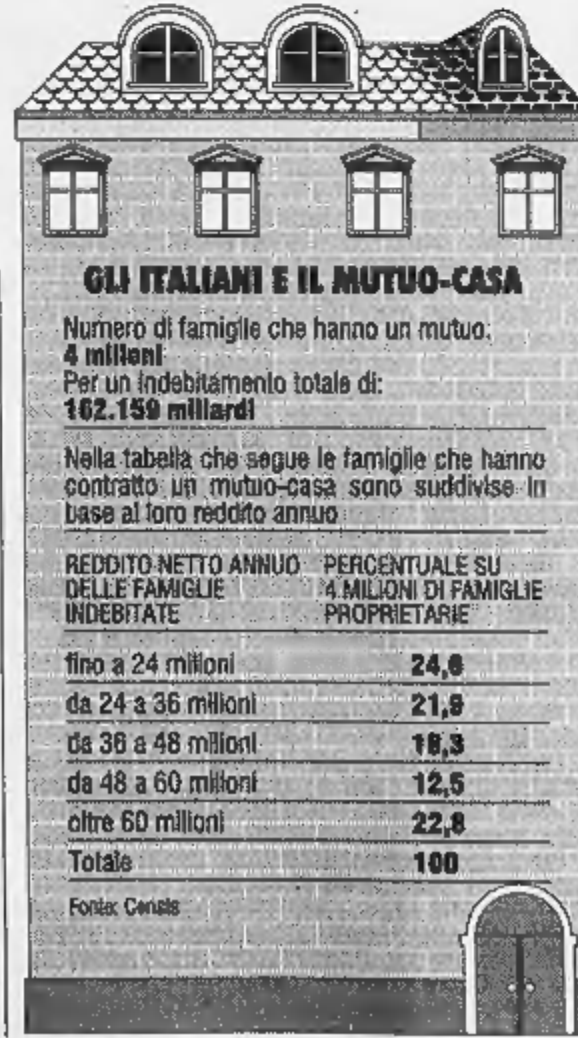 GLI ITALIANI E IL MUTUO-CASA
Numero di famiglie che hanno un mutuo:
4 milioni
Per un indebitamento totale di:
162.159 miliardi
Nella tabella che segue le famiglie che hanno
contratto un mutuo-casa sono suddivise in
base al loro reddito annuo
REDDITO NETTO ANNUO
DELLE FAMIGLIE
INDEBITATE
PERCENTUALE SU
4 MILIONI DI FAMIGLIE
PROPRIETARIE
fino a 24 milioni 24,6
da 24 a 36 milioni
da 36 a 48 milioni 18,3
da 48 a 60 milioni 12,5
oltre 60 milioni 22,8
Totale 100
Fonte: Censis